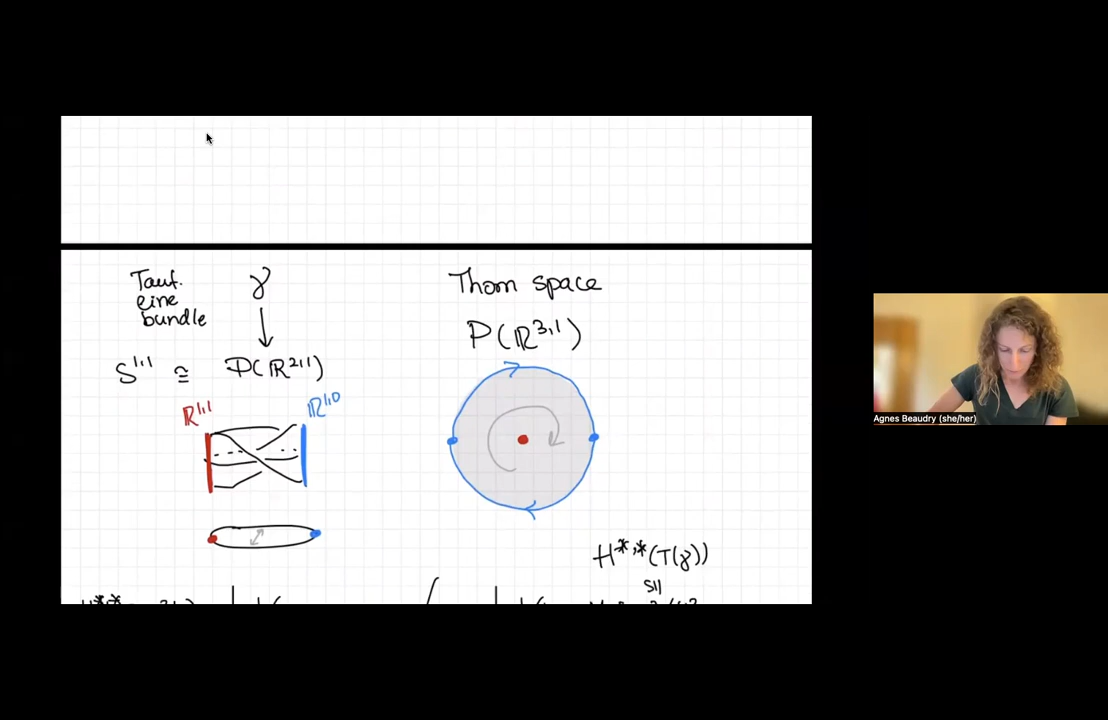 Taut.
line
bundle
γ
↓
S^{1,1} ≅ P(ℝ^{2,1})
ℝ^{1,1}
ℝ^{1,0}
Thom space
P(ℝ^{3,1})
H^{*,*}(T(γ))
SII
Agnes Beaudry (she/her)